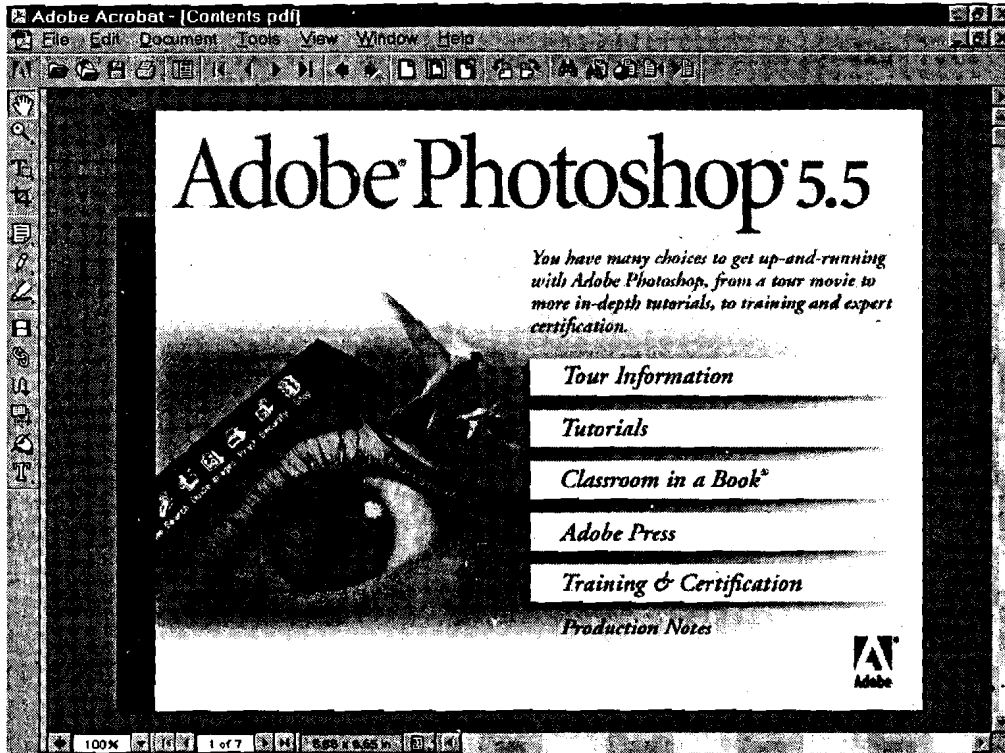 Adobe Acrobat - [Contents pdf]
File Edit Document Tools View Window Help
Adobe Photoshop 5.5
You have many choices to get up-and-running
with Adobe Photoshop, from a tour movie to
more in-depth tutorials, to training and expert
certification.
Tour Information
Tutorials
Classroom in a Book®
Adobe Press
Training & Certification
Production Notes
Adobe
100% 1 of 7